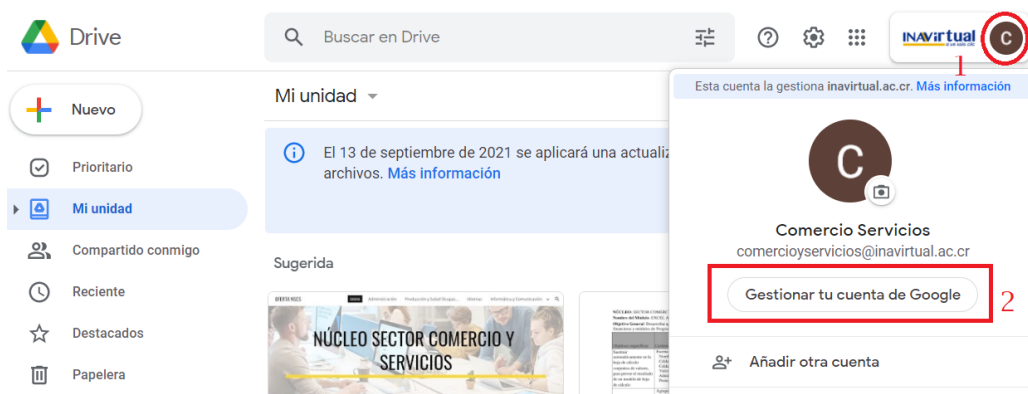 Drive
Buscar en Drive
INAVirtual
C
1
Nuevo
Prioritario
Mi unidad
Compartido conmigo
Reciente
Destacados
Papelera
Mi unidad
El 13 de septiembre de 2021 se aplicará una actualiz
archivos. Más información
Sugerida
NÚCLEO SECTOR COMERCIO Y
SERVICIOS
Esta cuenta la gestiona inavirtual.ac.cr. Más información
C
Comercio Servicios
comercioyservicios@inavirtual.ac.cr
Gestionar tu cuenta de Google
2
Añadir otra cuenta